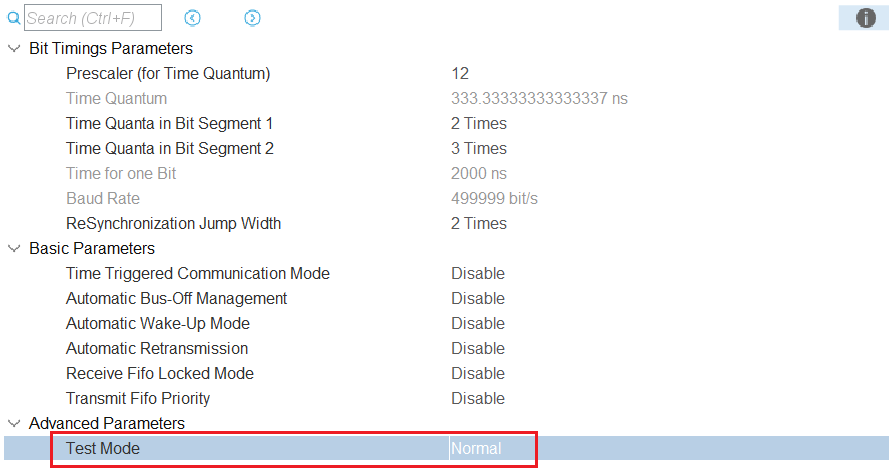 Search (Ctrl+F)
Bit Timings Parameters
Prescaler (for Time Quantum) 12
Time Quantum 333.33333333333337 ns
Time Quanta in Bit Segment 1 2 Times
Time Quanta in Bit Segment 2 3 Times
Time for one Bit 2000 ns
Baud Rate 499999 bit/s
ReSynchronization Jump Width 2 Times
Basic Parameters
Time Triggered Communication Mode Disable
Automatic Bus-Off Management Disable
Automatic Wake-Up Mode Disable
Automatic Retransmission Disable
Receive Fifo Locked Mode Disable
Transmit Fifo Priority Disable
Advanced Parameters
Test Mode Normal